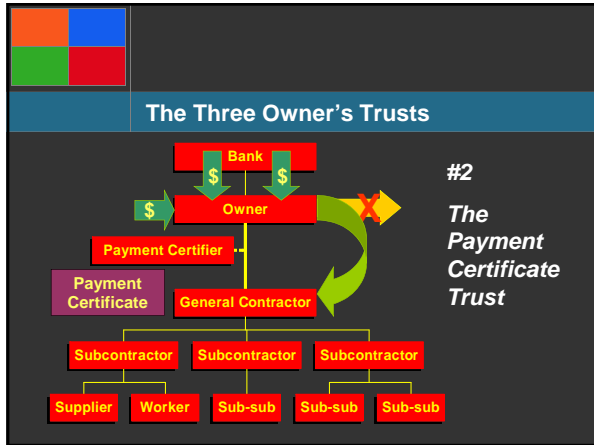 The Three Owner's Trusts
Bank
$ $
$
Owner
X
#2
The
Payment
Certificate
Trust
Payment Certifier
Payment
Certificate
General Contractor
Subcontractor Subcontractor Subcontractor
Supplier Worker Sub-sub Sub-sub Sub-sub